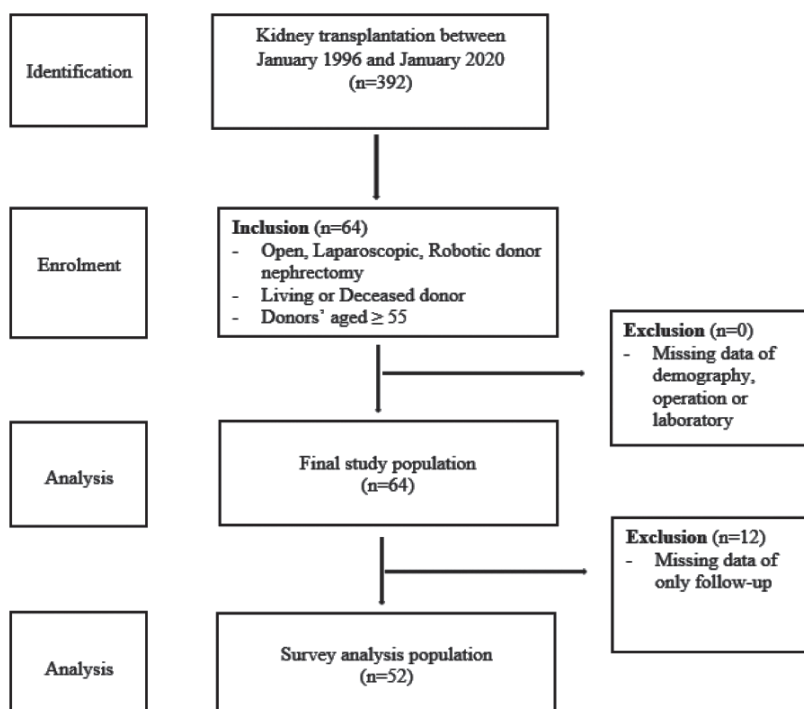 Identification
Kidney transplantation between
January 1996 and January 2020
(n=392)
Enrolment
Inclusion (n=64)
- Open, Laparoscopic, Robotic donor
nephrectomy
- Living or Deceased donor
- Donors' aged ≥ 55
Exclusion (n=0)
- Missing data of
demography,
operation or
laboratory
Analysis
Final study population
(n=64)
Exclusion (n=12)
- Missing data of
only follow-up
Analysis
Survey analysis population
(n=52)